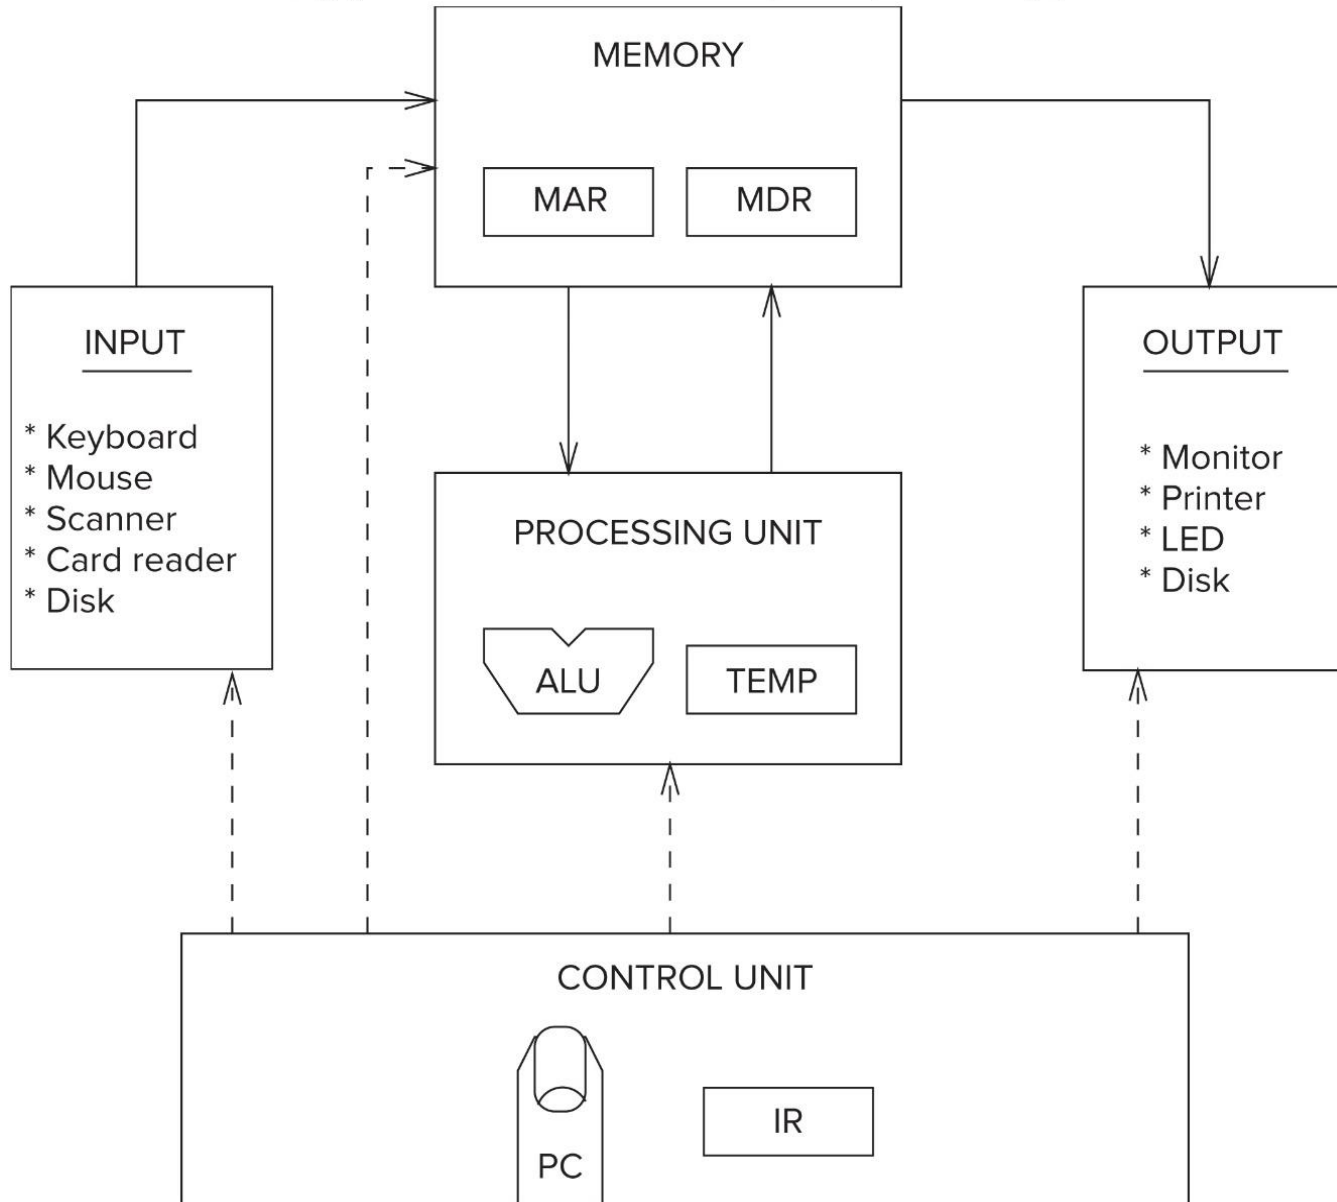 MEMORY
MAR
MDR
INPUT
* Keyboard
* Mouse
* Scanner
* Card reader
* Disk
OUTPUT
* Monitor
* Printer
* LED
* Disk
PROCESSING UNIT
ALU
TEMP
CONTROL UNIT
IR
PC